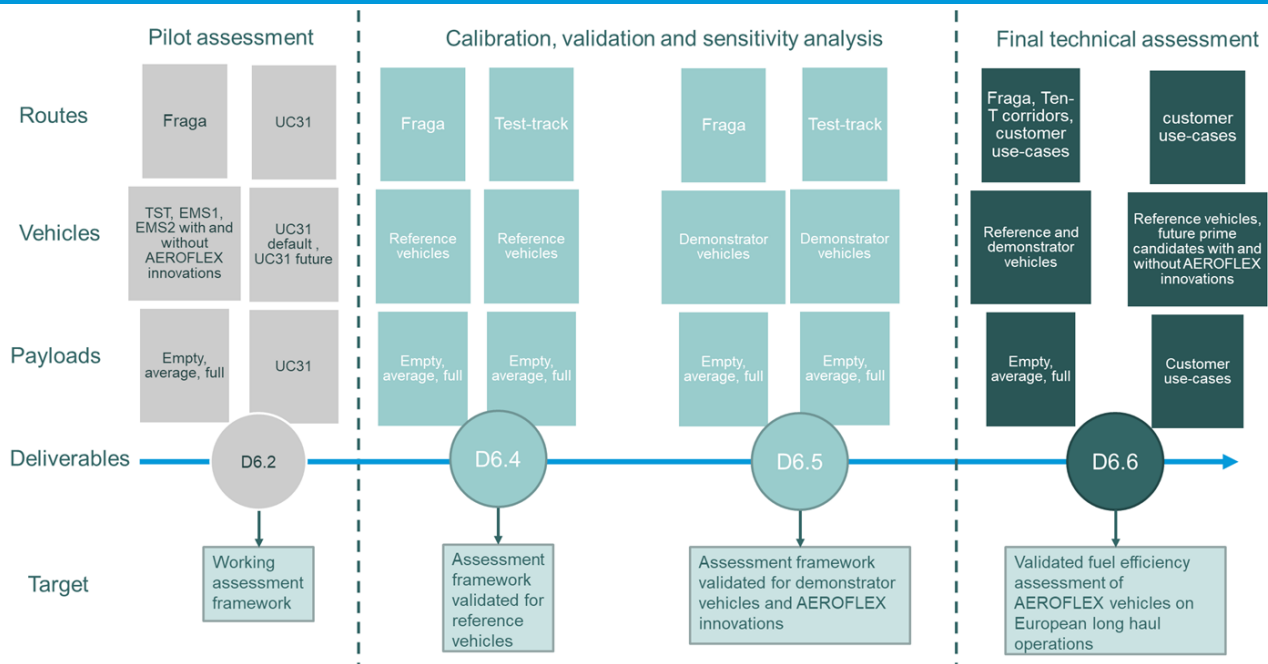 Pilot assessment
Calibration, validation and sensitivity analysis
Final technical assessment
Routes
Fraga
UC31
Fraga
Test-track
Fraga
Test-track
Fraga, Ten-
T corridors,
customer
use-cases
customer
use-cases
Vehicles
TST, EMS1,
EMS2 with and
without
AEROFLEX
innovations
UC31
default ,
UC31 future
Reference
vehicles
Reference
vehicles
Demonstrator
vehicles
Demonstrator
vehicles
Reference and
demonstrator
vehicles
Reference vehicles,
future prime
candidates with and
without AEROFLEX
innovations
Payloads
Empty,
average, full
UC31
Empty,
average, full
Empty,
average, full
Empty,
average, full
Empty,
average, full
Empty,
average, full
Customer
use-cases
Deliverables
D6.2
D6.4
D6.5
D6.6
Target
Working
assessment
framework
Assessment
framework
validated for
reference
vehicles
Assessment framework
validated for demonstrator
vehicles and AEROFLEX
innovations
Validated fuel efficiency
assessment of
AEROFLEX vehicles on
European long haul
operations